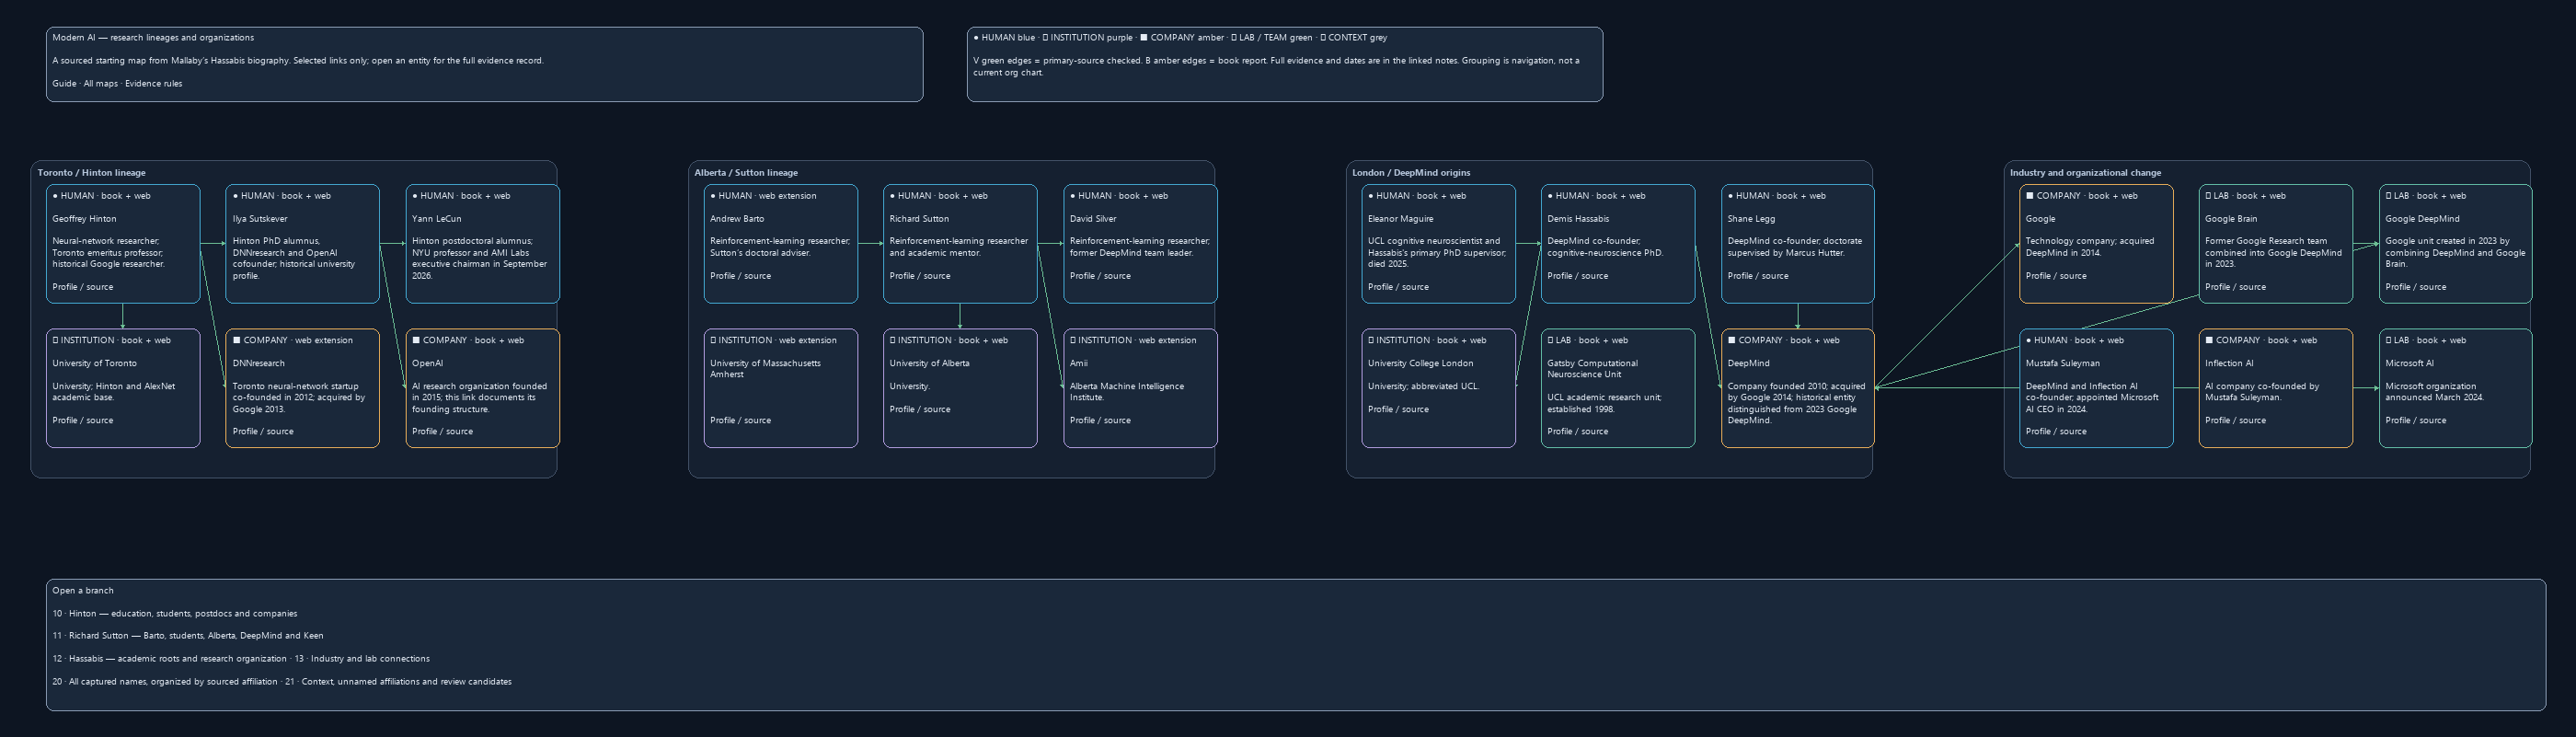 Modern AI — research lineages and organizations
A sourced starting map from Mallaby's Hassabis biography. Selected links only; open an entity for the full evidence record.
Guide · All maps · Evidence rules
● HUMAN blue · ▯ INSTITUTION purple · ■ COMPANY amber · ▯ LAB / TEAM green · ▯ CONTEXT grey
V green edges = primary-source checked. B amber edges = book report. Full evidence and dates are in the linked notes. Grouping is navigation, not a
current org chart.
Toronto / Hinton lineage
● HUMAN · book + web
Geoffrey Hinton
Neural-network researcher;
Toronto emeritus professor;
historical Google researcher.
Profile / source
● HUMAN · book + web
Ilya Sutskever
Hinton PhD alumnus,
DNNresearch and OpenAI
cofounder; historical university
profile.
● HUMAN · book + web
Yann LeCun
Hinton postdoctoral alumnus;
NYU professor and AMI Labs
executive chairman in September
2026.
▯ INSTITUTION · book + web
University of Toronto
University; Hinton and AlexNet
academic base.
Profile / source
■ COMPANY · web extension
DNNresearch
Toronto neural-network startup
co-founded in 2012; acquired by
Google 2013.
Profile / source
■ COMPANY · book + web
OpenAI
AI research organization founded
in 2015; this link documents its
founding structure.
Profile / source
Alberta / Sutton lineage
● HUMAN · web extension
Andrew Barto
Reinforcement-learning researcher;
Sutton's doctoral adviser.
Profile / source
● HUMAN · book + web
Richard Sutton
Reinforcement-learning researcher
and academic mentor.
Profile / source
● HUMAN · book + web
David Silver
Reinforcement-learning researcher;
former DeepMind team leader.
Profile / source
▯ INSTITUTION · web extension
University of Massachusetts
Amherst
Profile / source
▯ INSTITUTION · book + web
University of Alberta
University.
Profile / source
▯ INSTITUTION · web extension
Amii
Alberta Machine Intelligence
Institute.
Profile / source
London / DeepMind origins
● HUMAN · book + web
Eleanor Maguire
UCL cognitive neuroscientist and
Hassabis's primary PhD supervisor;
died 2025.
Profile / source
● HUMAN · book + web
Demis Hassabis
DeepMind co-founder;
cognitive-neuroscience PhD.
Profile / source
● HUMAN · book + web
Shane Legg
DeepMind co-founder; doctorate
supervised by Marcus Hutter.
Profile / source
▯ INSTITUTION · book + web
University College London
University; abbreviated UCL.
Profile / source
▯ LAB · book + web
Gatsby Computational
Neuroscience Unit
UCL academic research unit;
established 1998.
Profile / source
■ COMPANY · book + web
DeepMind
Company founded 2010; acquired
by Google 2014; historical entity
distinguished from 2023 Google
DeepMind.
Profile / source
Industry and organizational change
■ COMPANY · book + web
Google
Technology company; acquired
DeepMind in 2014.
Profile / source
▯ LAB · book + web
Google Brain
Former Google Research team
combined into Google DeepMind
in 2023.
Profile / source
▯ LAB · book + web
Google DeepMind
Google unit created in 2023 by
combining DeepMind and Google
Brain.
Profile / source
● HUMAN · book + web
Mustafa Suleyman
DeepMind and Inflection AI
co-founder; appointed Microsoft
AI CEO in 2024.
Profile / source
■ COMPANY · book + web
Inflection AI
AI company co-founded by
Mustafa Suleyman.
Profile / source
▯ LAB · book + web
Microsoft AI
Microsoft organization
announced March 2024.
Profile / source
Open a branch
10 · Hinton — education, students, postdocs and companies
11 · Richard Sutton — Barto, students, Alberta, DeepMind and Keen
12 · Hassabis — academic roots and research organization · 13 · Industry and lab connections
20 · All captured names, organized by sourced affiliation · 21 · Context, unnamed affiliations and review candidates